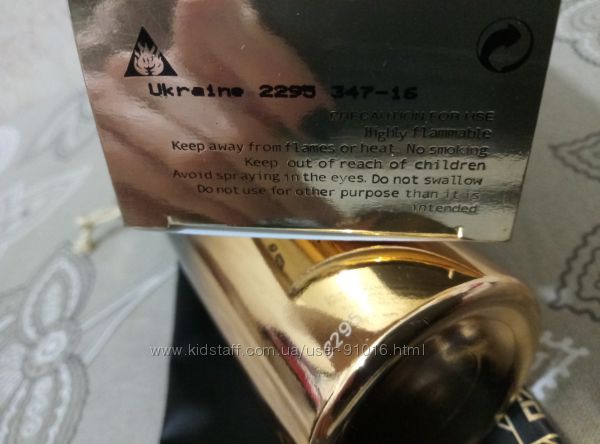 Ukraine 2295 347-16
PRECAUTION FOR USE
Highly flammable
Keep away from flames or heat. No smoking
Keep out of reach of children
Avoid spraying in the eyes. Do not swallow
Do not use for other purpose than it is
intended
2295
www.kidstaff.com.ua/user-91016.html